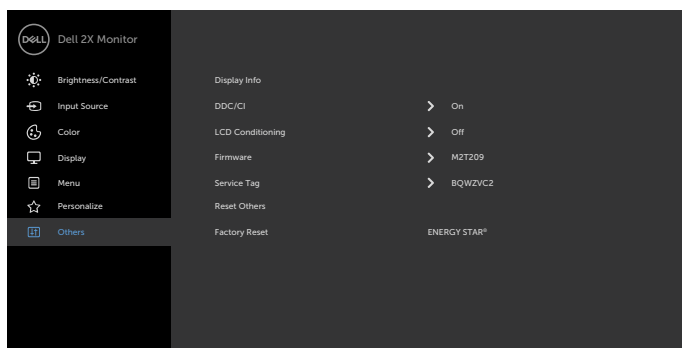 DELL Dell 2X Monitor
Brightness/Contrast Display Info
Input Source DDC/CI On
Color LCD Conditioning Off
Display Firmware M2T209
Menu Service Tag BQWZVC2
Personalize Reset Others
Others Factory Reset ENERGY STAR®